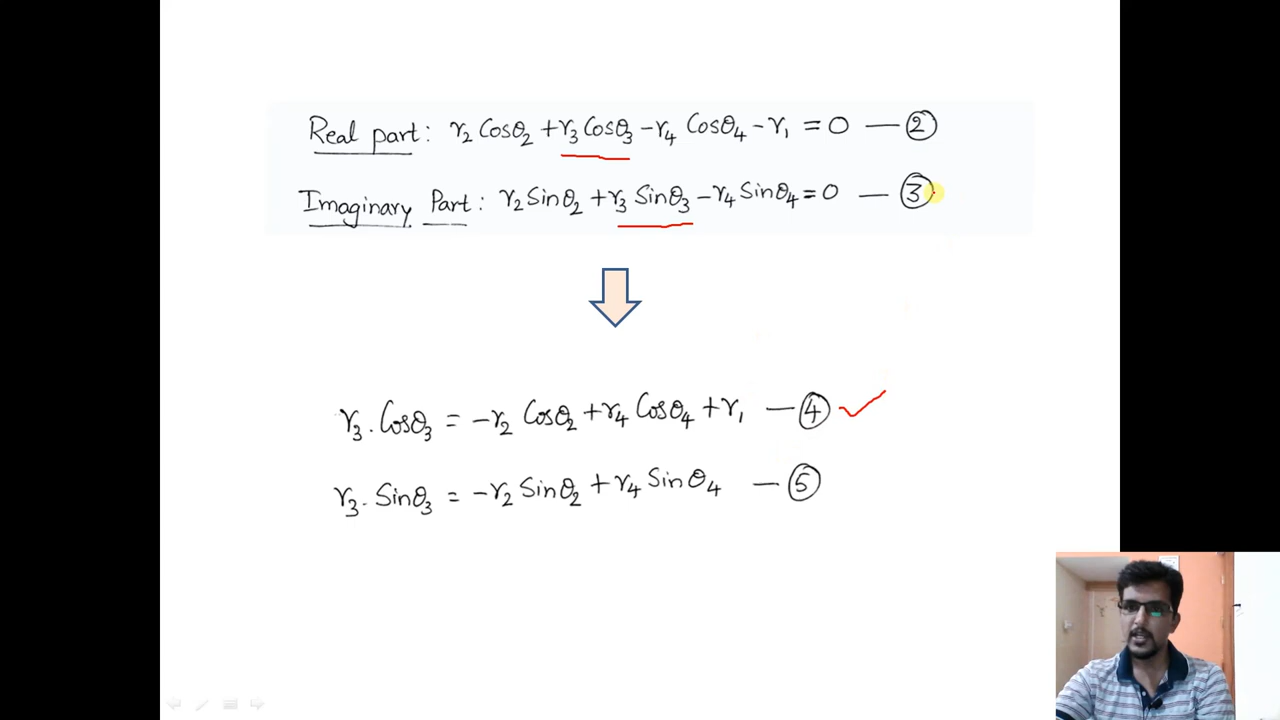 Real part: r₂ Cosθ₂ + r₃ Cosθ₃ - r₄ Cosθ₄ - r₁ = 0 — ②
Imaginary Part: r₂ Sinθ₂ + r₃ Sinθ₃ - r₄ Sinθ₄ = 0 — ③
r₃. Cosθ₃ = -r₂ Cosθ₂ + r₄ Cosθ₄ + r₁ — ④
r₃. Sinθ₃ = -r₂ Sinθ₂ + r₄ Sinθ₄ — ⑤